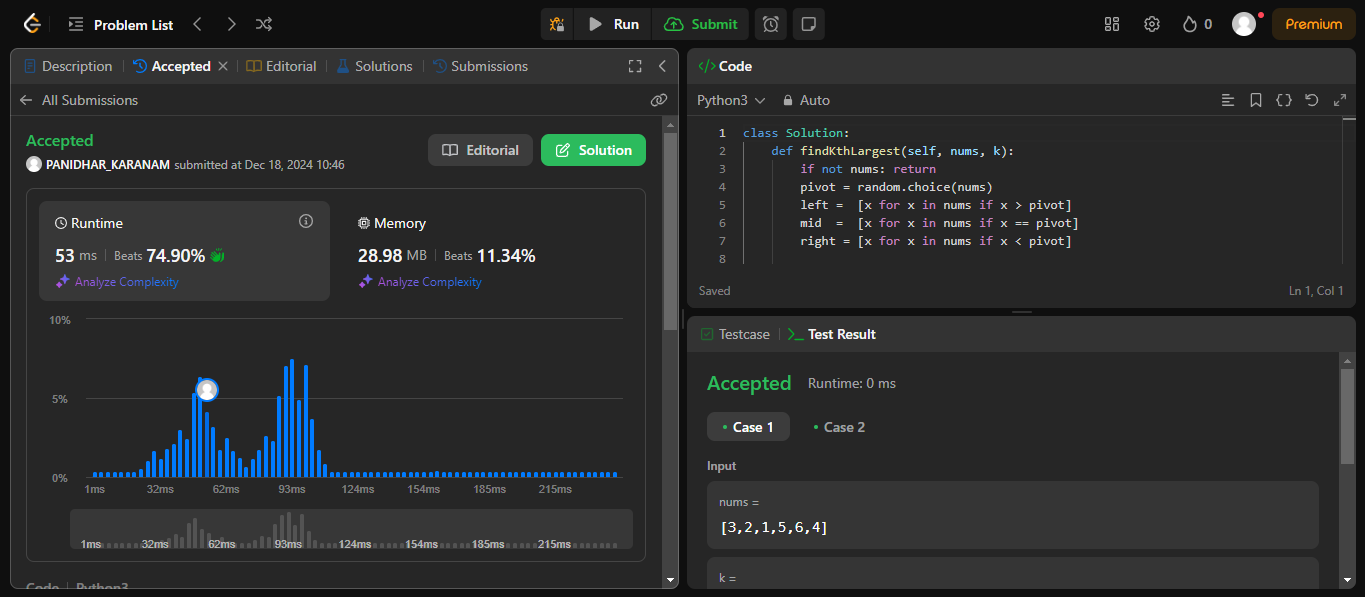 Problem List
Run
Submit
0
Premium
Description
Accepted
Editorial
Solutions
Submissions
All Submissions
Accepted
PANIDHAR_KARANAM submitted at Dec 18, 2024 10:46
Editorial
Solution
Runtime
53 ms | Beats 74.90%
Analyze Complexity
Memory
28.98 MB | Beats 11.34%
Analyze Complexity
10%
5%
0%
1ms 32ms 62ms 93ms 124ms 154ms 185ms 215ms
1ms 32ms 62ms 93ms 124ms 154ms 185ms 215ms
Code | Python3
</> Code
Python3
Auto
1 class Solution:
2     def findKthLargest(self, nums, k):
3         if not nums: return
4         pivot = random.choice(nums)
5         left =  [x for x in nums if x > pivot]
6         mid  =  [x for x in nums if x == pivot]
7         right = [x for x in nums if x < pivot]
8
Saved
Ln 1, Col 1
Testcase
>_ Test Result
Accepted Runtime: 0 ms
• Case 1
• Case 2
Input
nums =
[3,2,1,5,6,4]
k =